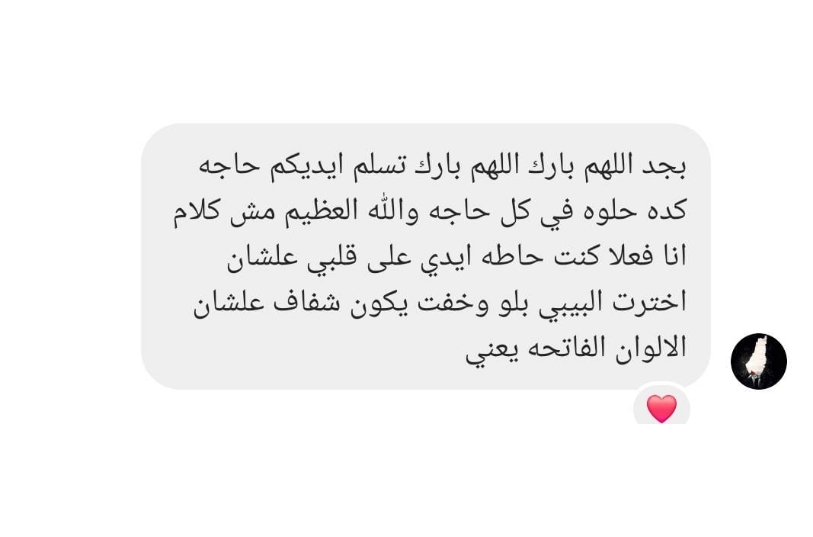 بجد اللهم بارك اللهم بارك تسلم ايديكم حاجه
كده حلوه في كل حاجه والله العظيم مش كلام
انا فعلا كنت حاطه ايدي على قلبي علشان
اخترت البيبي بلو وخفت يكون شفاف علشان
الالوان الفاتحه يعني